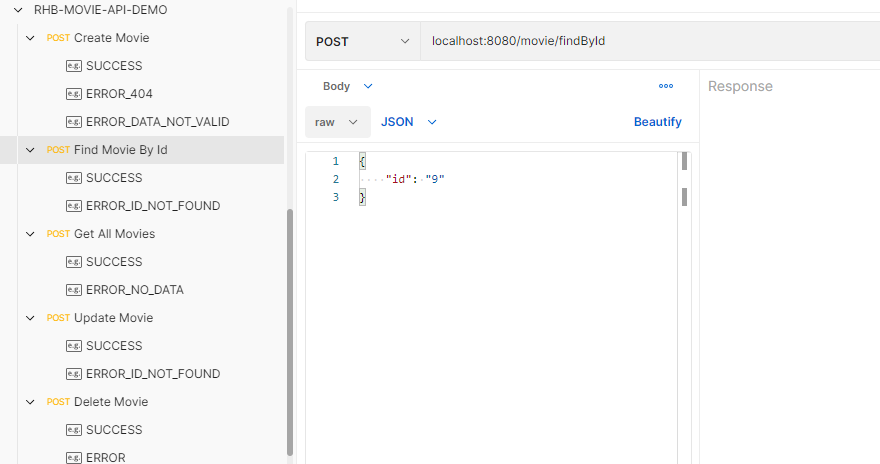 RHB-MOVIE-API-DEMO
POST Create Movie
e.g. SUCCESS
e.g. ERROR_404
e.g. ERROR_DATA_NOT_VALID
POST Find Movie By Id
e.g. SUCCESS
e.g. ERROR_ID_NOT_FOUND
POST Get All Movies
e.g. SUCCESS
e.g. ERROR_NO_DATA
POST Update Movie
e.g. SUCCESS
e.g. ERROR_ID_NOT_FOUND
POST Delete Movie
e.g. SUCCESS
e.g. ERROR
POST localhost:8080/movie/findById
Body
raw JSON Beautify
1 {
2 "id": "9"
3 }
Response